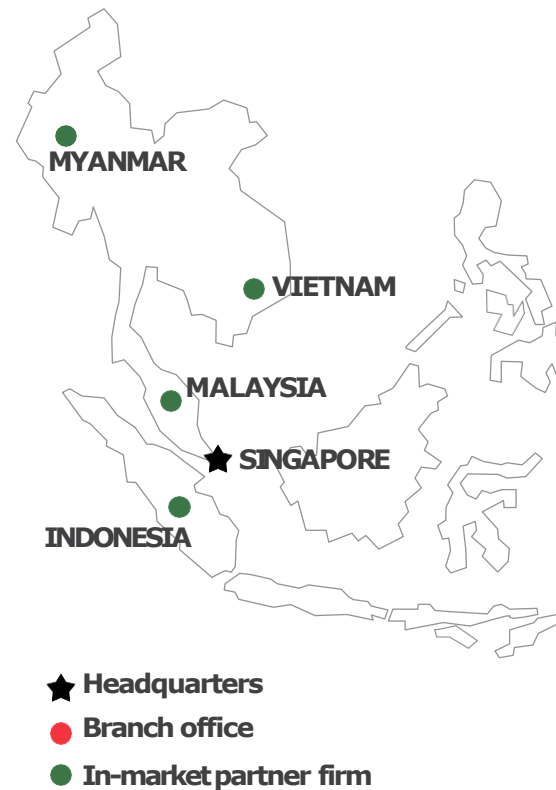 MYANMAR
VIETNAM
MALAYSIA
SINGAPORE
INDONESIA
Headquarters
Branch office
In-market partner firm